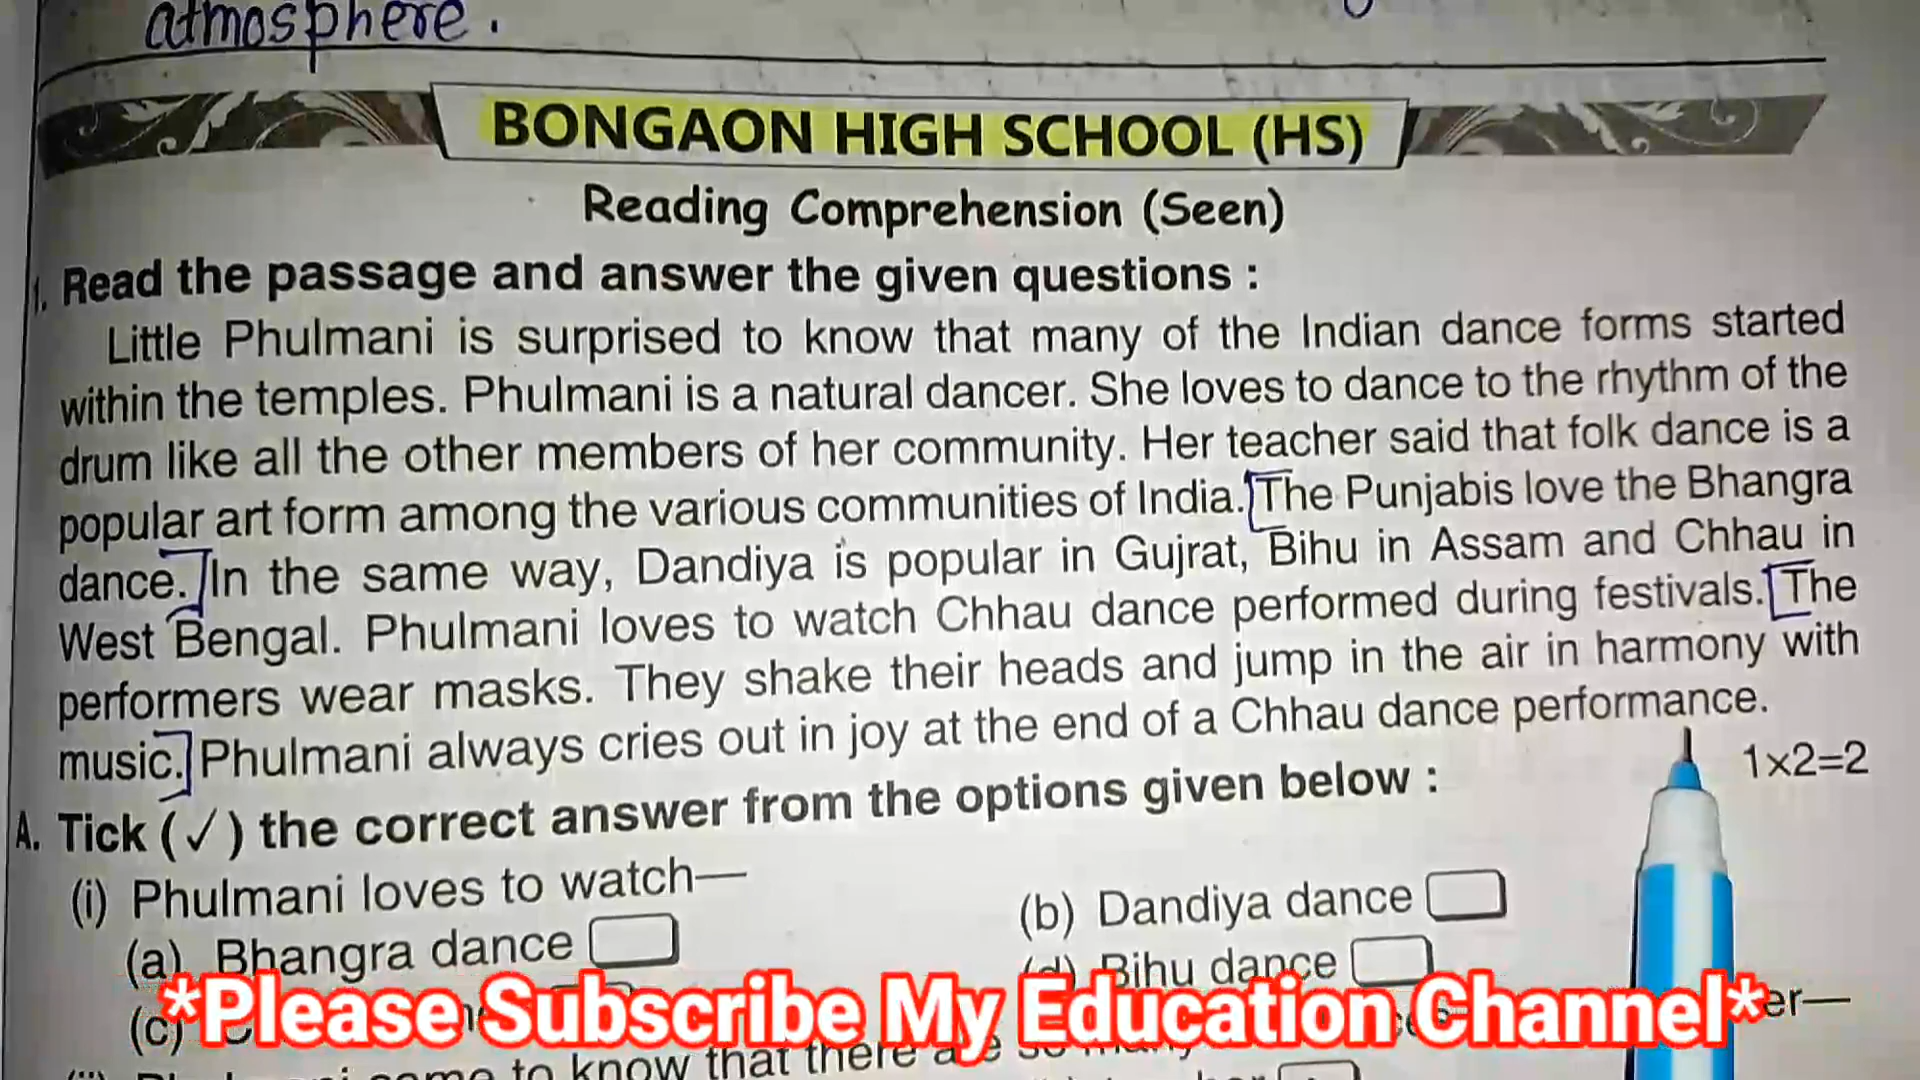 atmosphere.
BONGAON HIGH SCHOOL (HS)
Reading Comprehension (Seen)
1. Read the passage and answer the given questions :
Little Phulmani is surprised to know that many of the Indian dance forms started
within the temples. Phulmani is a natural dancer. She loves to dance to the rhythm of the
drum like all the other members of her community. Her teacher said that folk dance is a
popular art form among the various communities of India. [The Punjabis love the Bhangra
dance.] In the same way, Dandiya is popular in Gujrat, Bihu in Assam and Chhau in
West Bengal. Phulmani loves to watch Chhau dance performed during festivals. [The
performers wear masks. They shake their heads and jump in the air in harmony with
music.] Phulmani always cries out in joy at the end of a Chhau dance performance.
1×2=2
A. Tick (✓) the correct answer from the options given below :
(i) Phulmani loves to watch—
(a) Bhangra dance
(b) Dandiya dance
(c)
(d) Bihu dance
*Please Subscribe My Education Channel*
to know that there